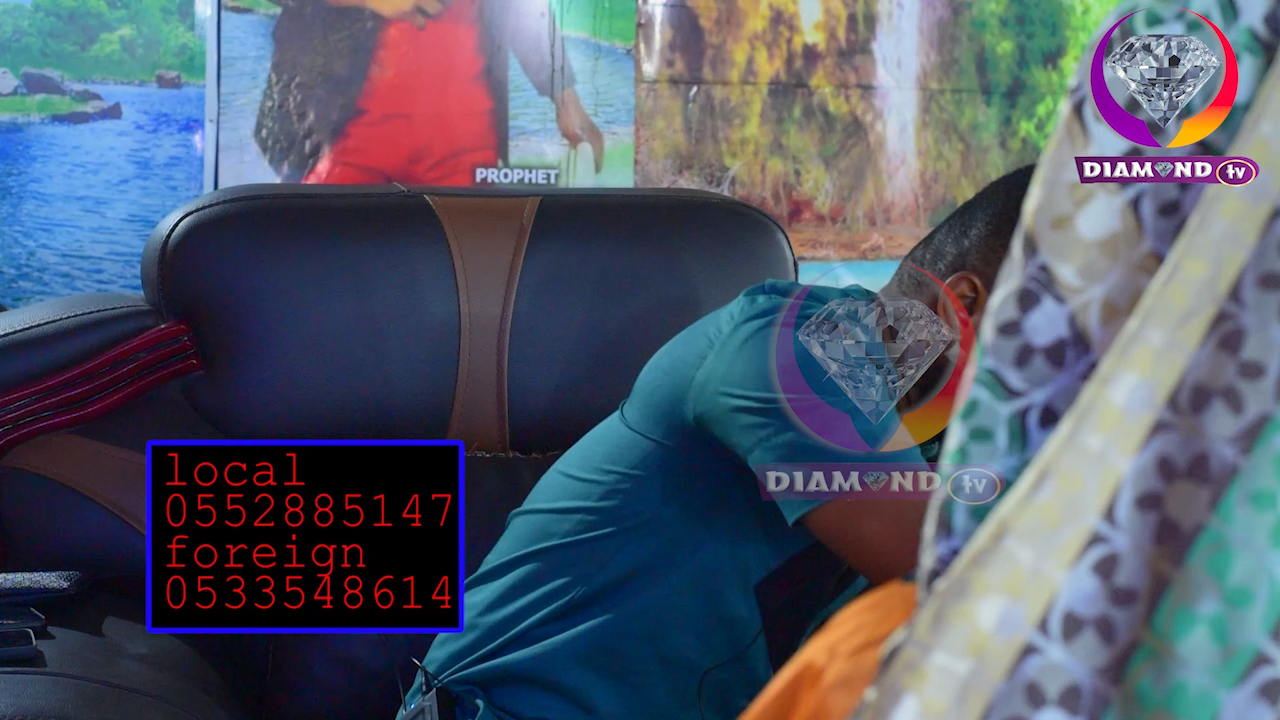 PROPHET
DIAMOND tv
DIAMOND tv
local
0552885147
foreign
0533548614